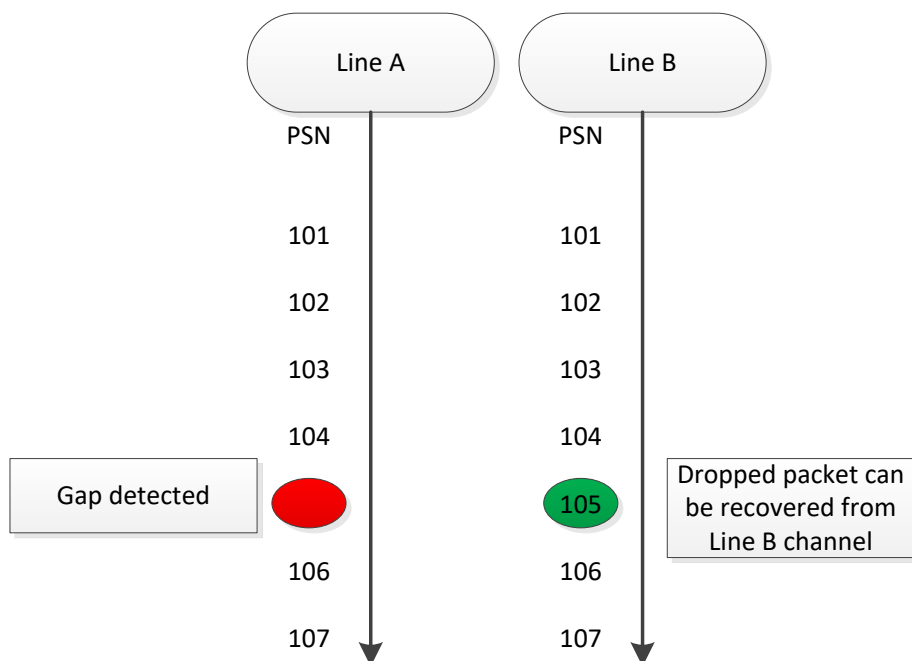 Line A
Line B
PSN
PSN
101
101
102
102
103
103
104
104
Gap detected
105
Dropped packet can
be recovered from
Line B channel
106
106
107
107